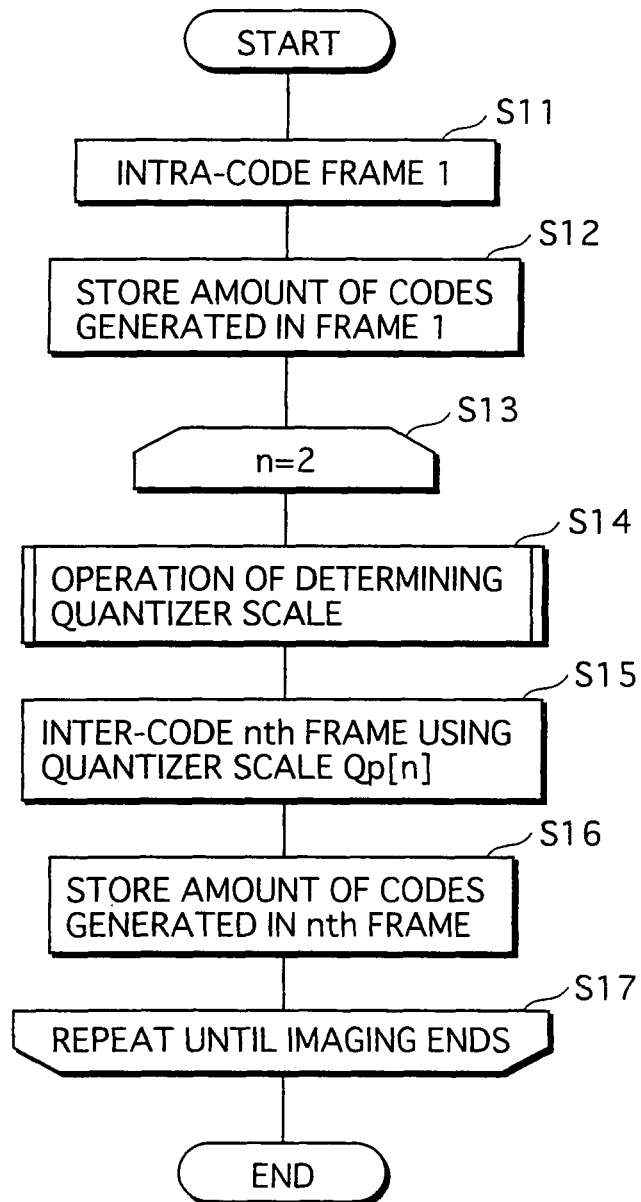 START
S11
INTRA-CODE FRAME 1
S12
STORE AMOUNT OF CODES
GENERATED IN FRAME 1
S13
n=2
S14
OPERATION OF DETERMINING
QUANTIZER SCALE
S15
INTER-CODE nth FRAME USING
QUANTIZER SCALE Qp[n]
S16
STORE AMOUNT OF CODES
GENERATED IN nth FRAME
S17
REPEAT UNTIL IMAGING ENDS
END